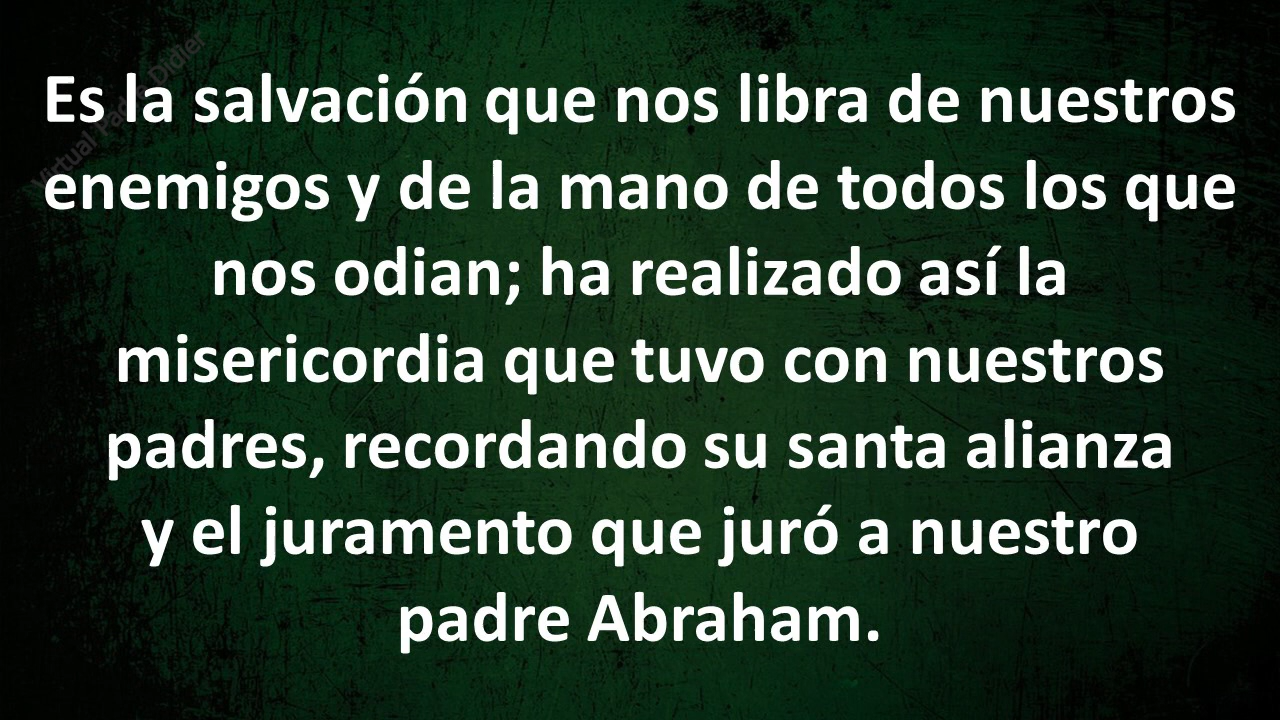 Es la salvación que nos libra de nuestros
enemigos y de la mano de todos los que
nos odian; ha realizado así la
misericordia que tuvo con nuestros
padres, recordando su santa alianza
y el juramento que juró a nuestro
padre Abraham.
Virtual Didier